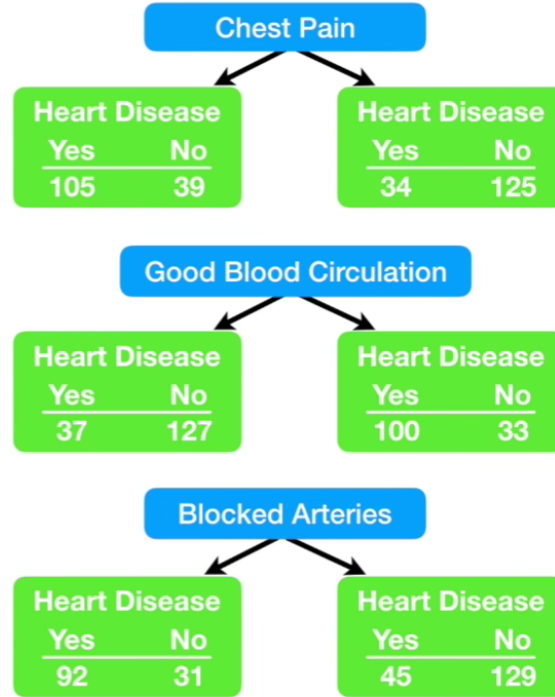 Chest Pain
Heart Disease Heart Disease
Yes No Yes No
105 39 34 125
Good Blood Circulation
Heart Disease Heart Disease
Yes No Yes No
37 127 100 33
Blocked Arteries
Heart Disease Heart Disease
Yes No Yes No
92 31 45 129